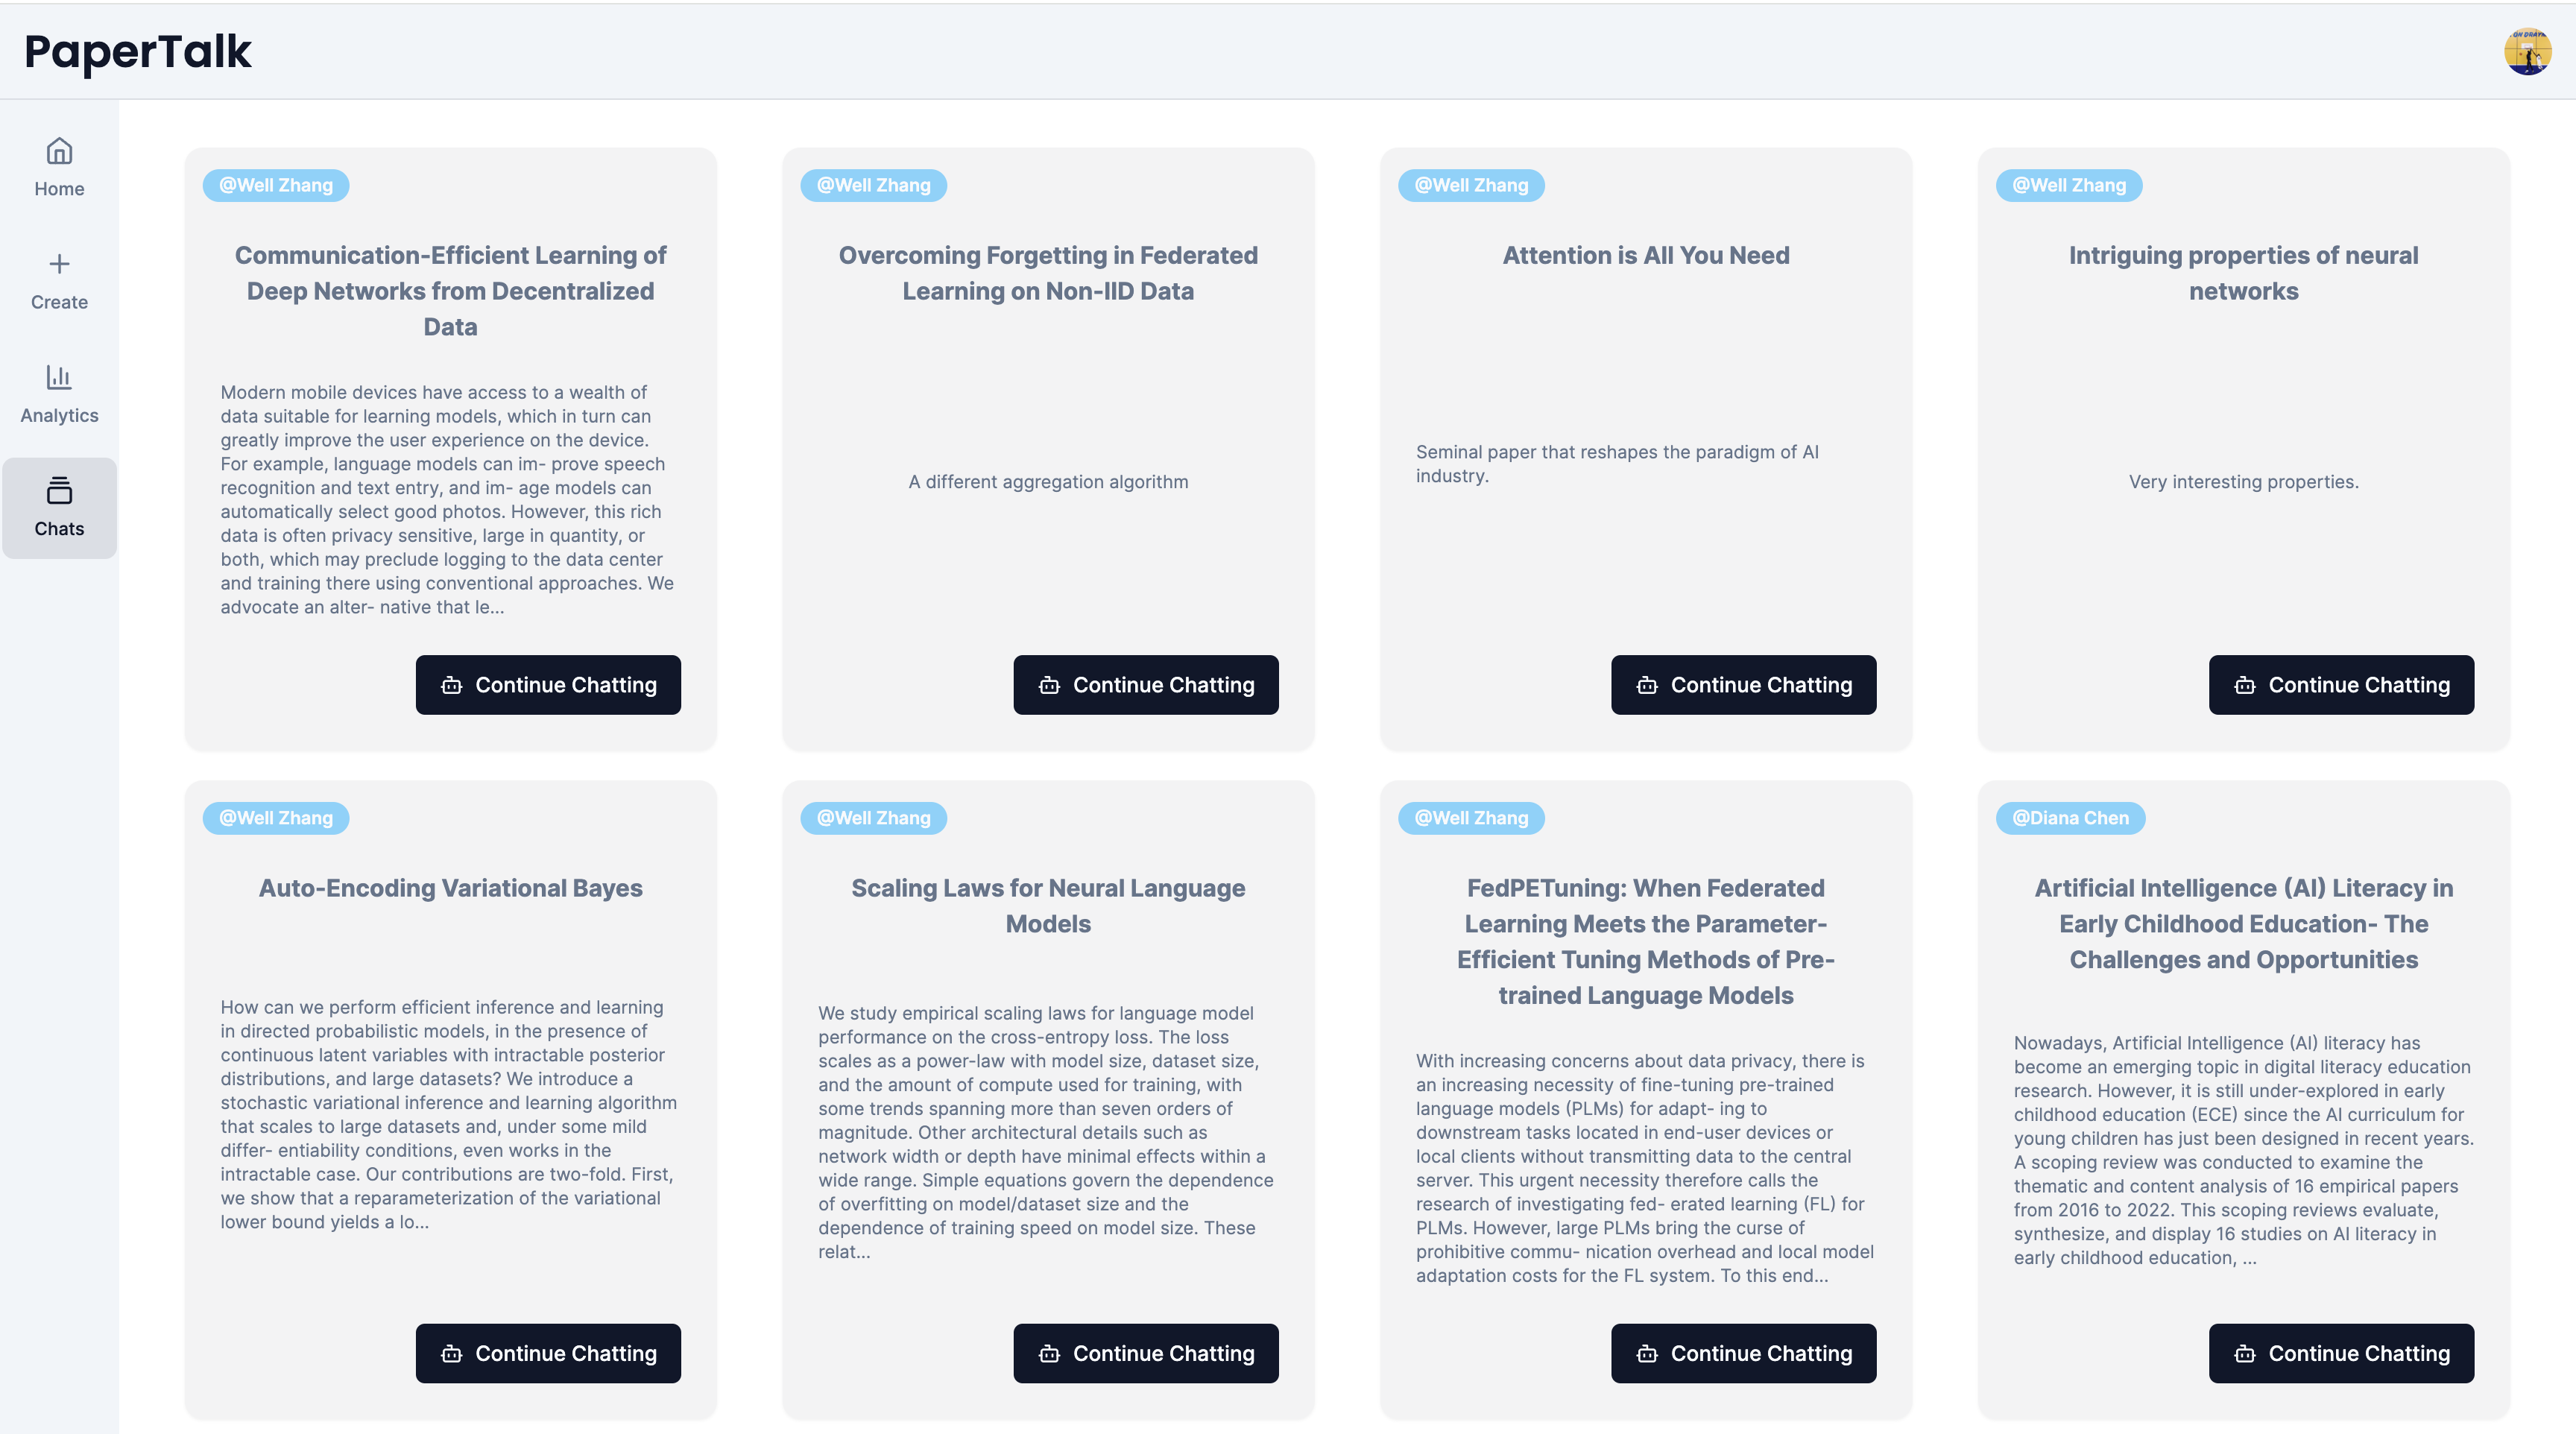 PaperTalk
ON DRAYM
Home
Create
Analytics
Chats
@Well Zhang
Communication-Efficient Learning of
Deep Networks from Decentralized
Data
Modern mobile devices have access to a wealth of
data suitable for learning models, which in turn can
greatly improve the user experience on the device.
For example, language models can im- prove speech
recognition and text entry, and im- age models can
automatically select good photos. However, this rich
data is often privacy sensitive, large in quantity, or
both, which may preclude logging to the data center
and training there using conventional approaches. We
advocate an alter- native that le...
Continue Chatting
@Well Zhang
Overcoming Forgetting in Federated
Learning on Non-IID Data
A different aggregation algorithm
Continue Chatting
@Well Zhang
Attention is All You Need
Seminal paper that reshapes the paradigm of AI
industry.
Continue Chatting
@Well Zhang
Intriguing properties of neural
networks
Very interesting properties.
Continue Chatting
@Well Zhang
Auto-Encoding Variational Bayes
How can we perform efficient inference and learning
in directed probabilistic models, in the presence of
continuous latent variables with intractable posterior
distributions, and large datasets? We introduce a
stochastic variational inference and learning algorithm
that scales to large datasets and, under some mild
differ- entiability conditions, even works in the
intractable case. Our contributions are two-fold. First,
we show that a reparameterization of the variational
lower bound yields a lo...
Continue Chatting
@Well Zhang
Scaling Laws for Neural Language
Models
We study empirical scaling laws for language model
performance on the cross-entropy loss. The loss
scales as a power-law with model size, dataset size,
and the amount of compute used for training, with
some trends spanning more than seven orders of
magnitude. Other architectural details such as
network width or depth have minimal effects within a
wide range. Simple equations govern the dependence
of overfitting on model/dataset size and the
dependence of training speed on model size. These
relat...
Continue Chatting
@Well Zhang
FedPETuning: When Federated
Learning Meets the Parameter-
Efficient Tuning Methods of Pre-
trained Language Models
With increasing concerns about data privacy, there is
an increasing necessity of fine-tuning pre-trained
language models (PLMs) for adapt- ing to
downstream tasks located in end-user devices or
local clients without transmitting data to the central
server. This urgent necessity therefore calls the
research of investigating fed- erated learning (FL) for
PLMs. However, large PLMs bring the curse of
prohibitive commu- nication overhead and local model
adaptation costs for the FL system. To this end...
Continue Chatting
@Diana Chen
Artificial Intelligence (AI) Literacy in
Early Childhood Education- The
Challenges and Opportunities
Nowadays, Artificial Intelligence (AI) literacy has
become an emerging topic in digital literacy education
research. However, it is still under-explored in early
childhood education (ECE) since the AI curriculum for
young children has just been designed in recent years.
A scoping review was conducted to examine the
thematic and content analysis of 16 empirical papers
from 2016 to 2022. This scoping reviews evaluate,
synthesize, and display 16 studies on AI literacy in
early childhood education, ...
Continue Chatting